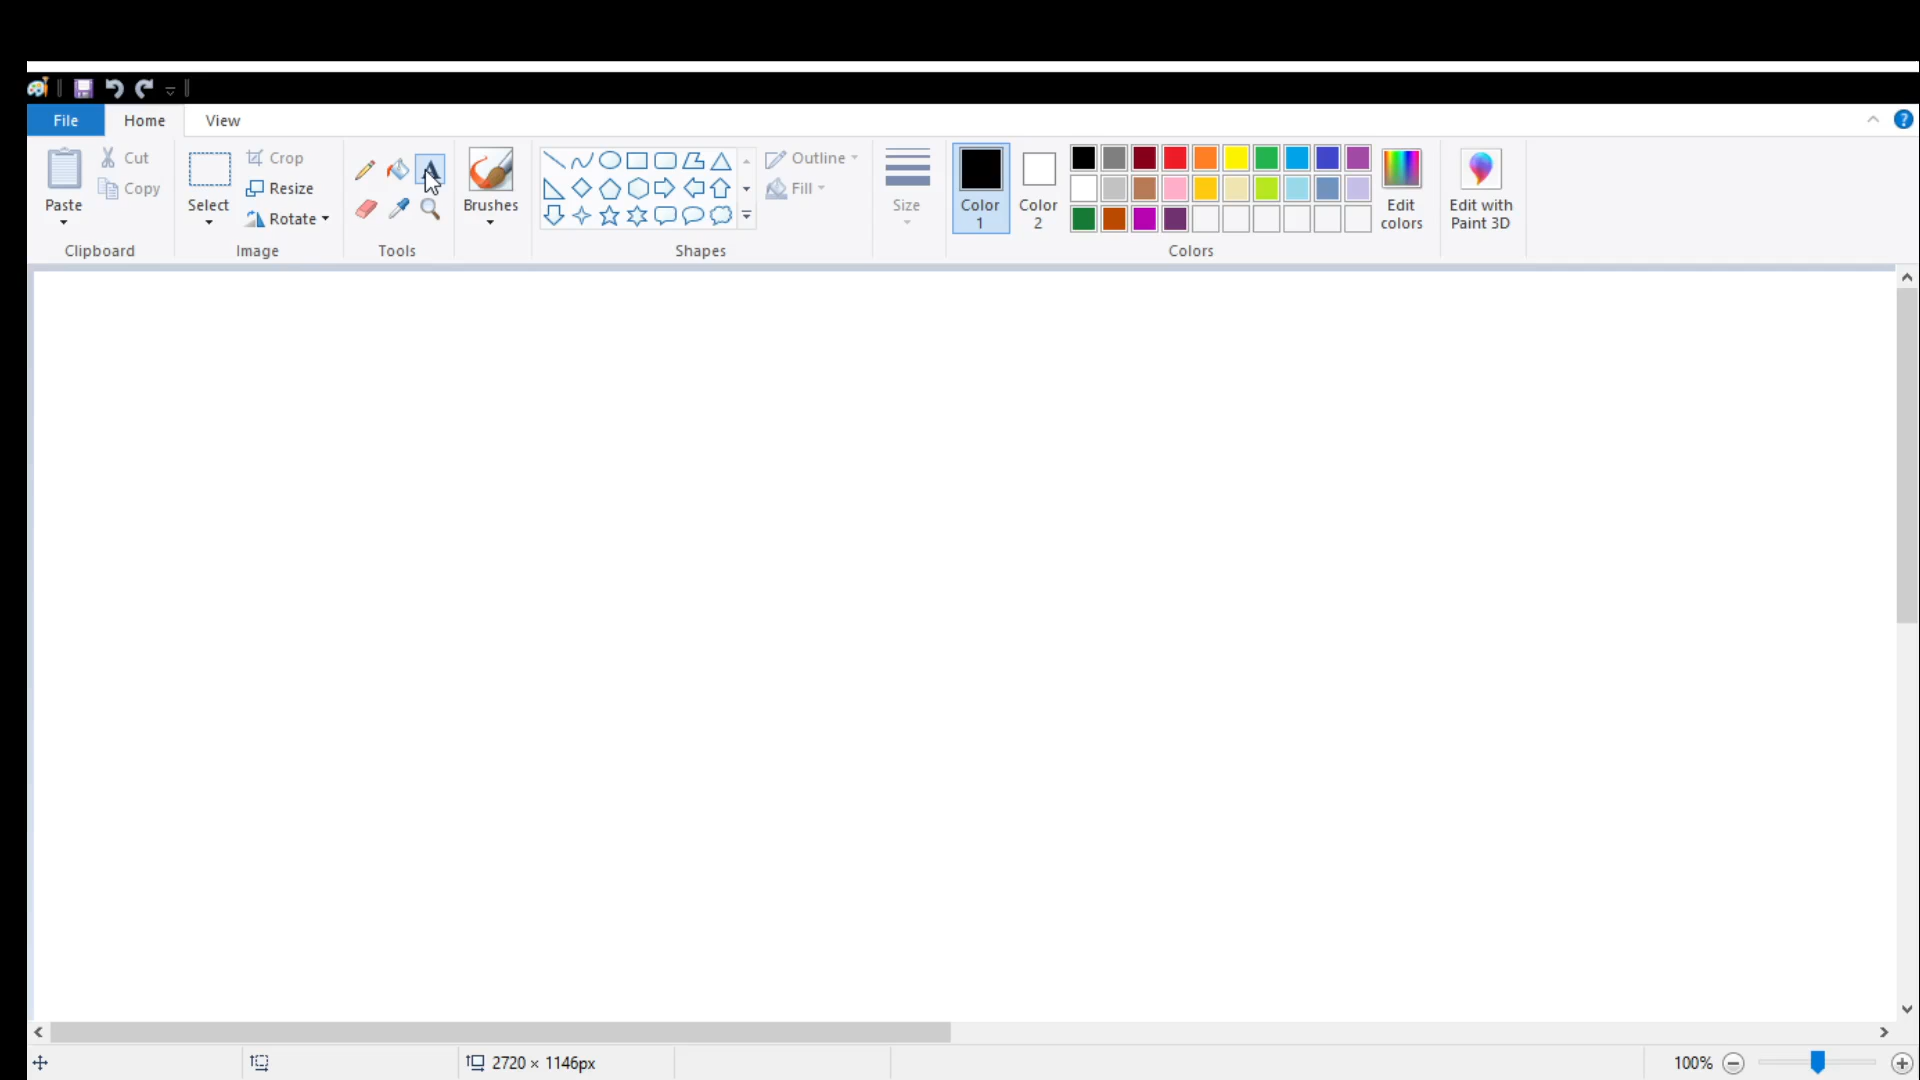 File Home View
Paste Cut Copy Clipboard
Select Crop Resize Rotate Image
Tools
Brushes
Outline Fill Shapes
Size
Color 1
Color 2
Edit colors
Colors
Edit with Paint 3D
2720 × 1146px
100%